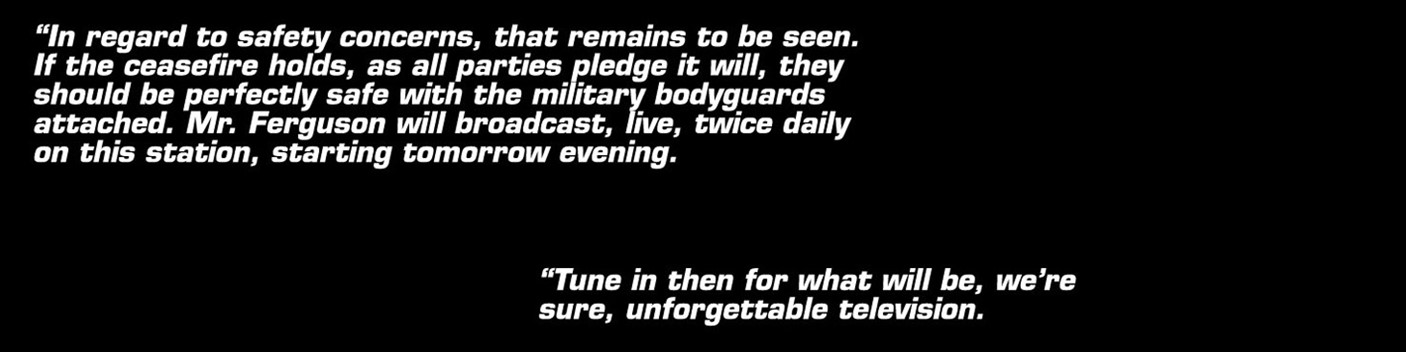 “In regard to safety concerns, that remains to be seen.
If the ceasefire holds, as all parties pledge it will, they
should be perfectly safe with the military bodyguards
attached. Mr. Ferguson will broadcast, live, twice daily
on this station, starting tomorrow evening.
“Tune in then for what will be, we’re
sure, unforgettable television.